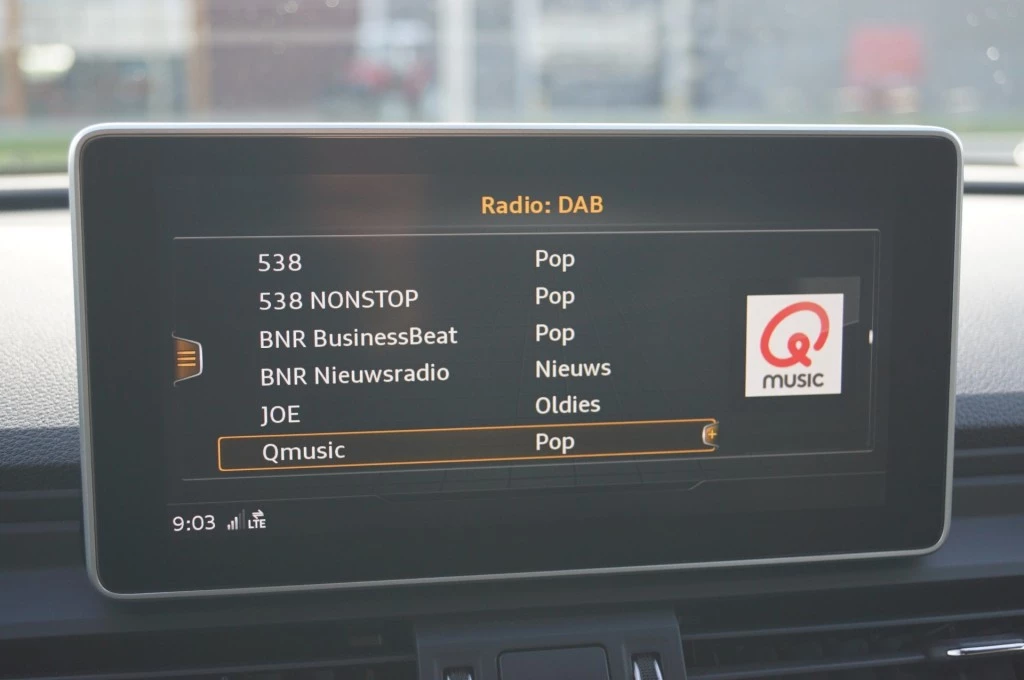 Radio: DAB
538 Pop
538 NONSTOP Pop
BNR BusinessBeat Pop
BNR Nieuwsradio Nieuws
JOE Oldies
Qmusic Pop
Q
MUSIC
9:03 LTE